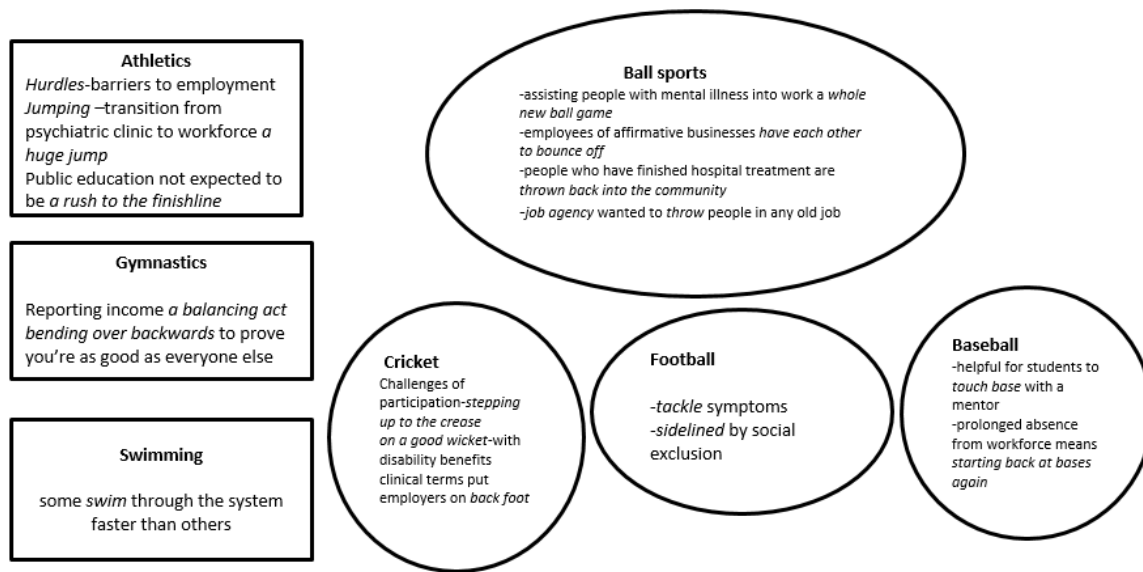 Athletics
Hurdles-barriers to employment
Jumping –transition from
psychiatric clinic to workforce a
huge jump
Public education not expected to
be a rush to the finishline
Ball sports
-assisting people with mental illness into work a whole
new ball game
-employees of affirmative businesses have each other
to bounce off
-people who have finished hospital treatment are
thrown back into the community
-job agency wanted to throw people in any old job
Gymnastics
Reporting income a balancing act
bending over backwards to prove
you're as good as everyone else
Swimming
some swim through the system
faster than others
Cricket
Challenges of
participation-stepping
up to the crease
on a good wicket-with
disability benefits
clinical terms put
employers on back foot
Football
-tackle symptoms
-sidelined by social
exclusion
Baseball
-helpful for students to
touch base with a
mentor
-prolonged absence
from workforce means
starting back at bases
again